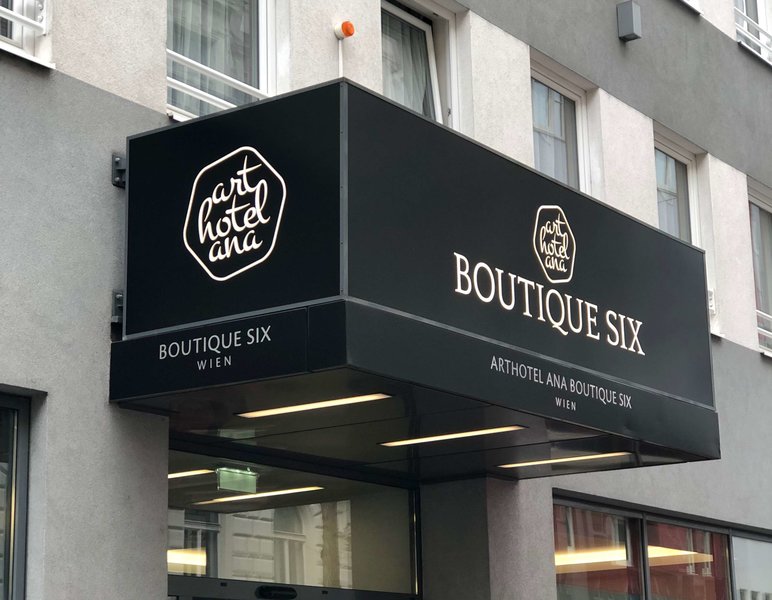 art
hotel
ana
BOUTIQUE SIX
WIEN
art
hotel
ana
BOUTIQUE SIX
ARTHOTEL ANA BOUTIQUE SIX
WIEN